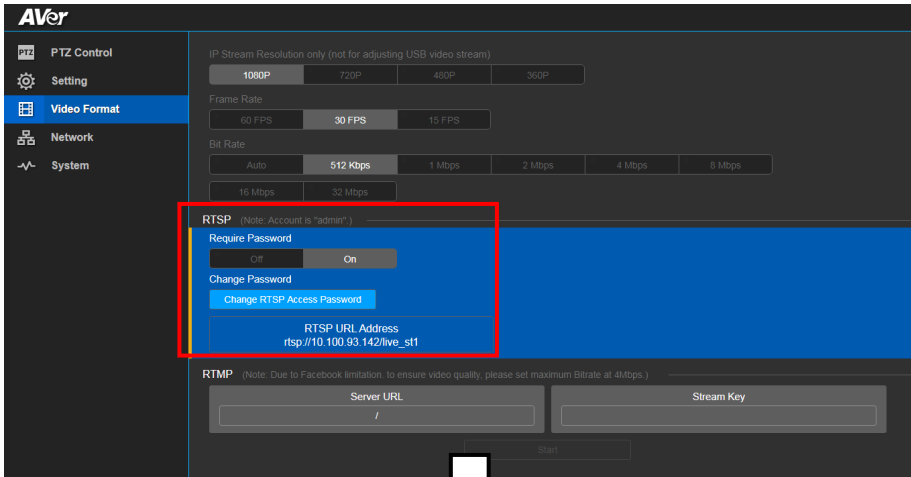 AVer
PTZ PTZ Control
Setting
Video Format
Network
System
IP Stream Resolution only (not for adjusting USB video stream)
1080P 720P 480P 360P
Frame Rate
60 FPS 30 FPS 15 FPS
Bit Rate
Auto 512 Kbps 1 Mbps 2 Mbps 4 Mbps 8 Mbps
16 Mbps 32 Mbps
RTSP (Note: Account is "admin".)
Require Password
Off On
Change Password
Change RTSP Access Password
RTSP URL Address
rtsp://10.100.93.142/live_st1
RTMP (Note: Due to Facebook limitation. to ensure video quality, please set maximum Bitrate at 4Mbps.)
Server URL Stream Key
/
Start